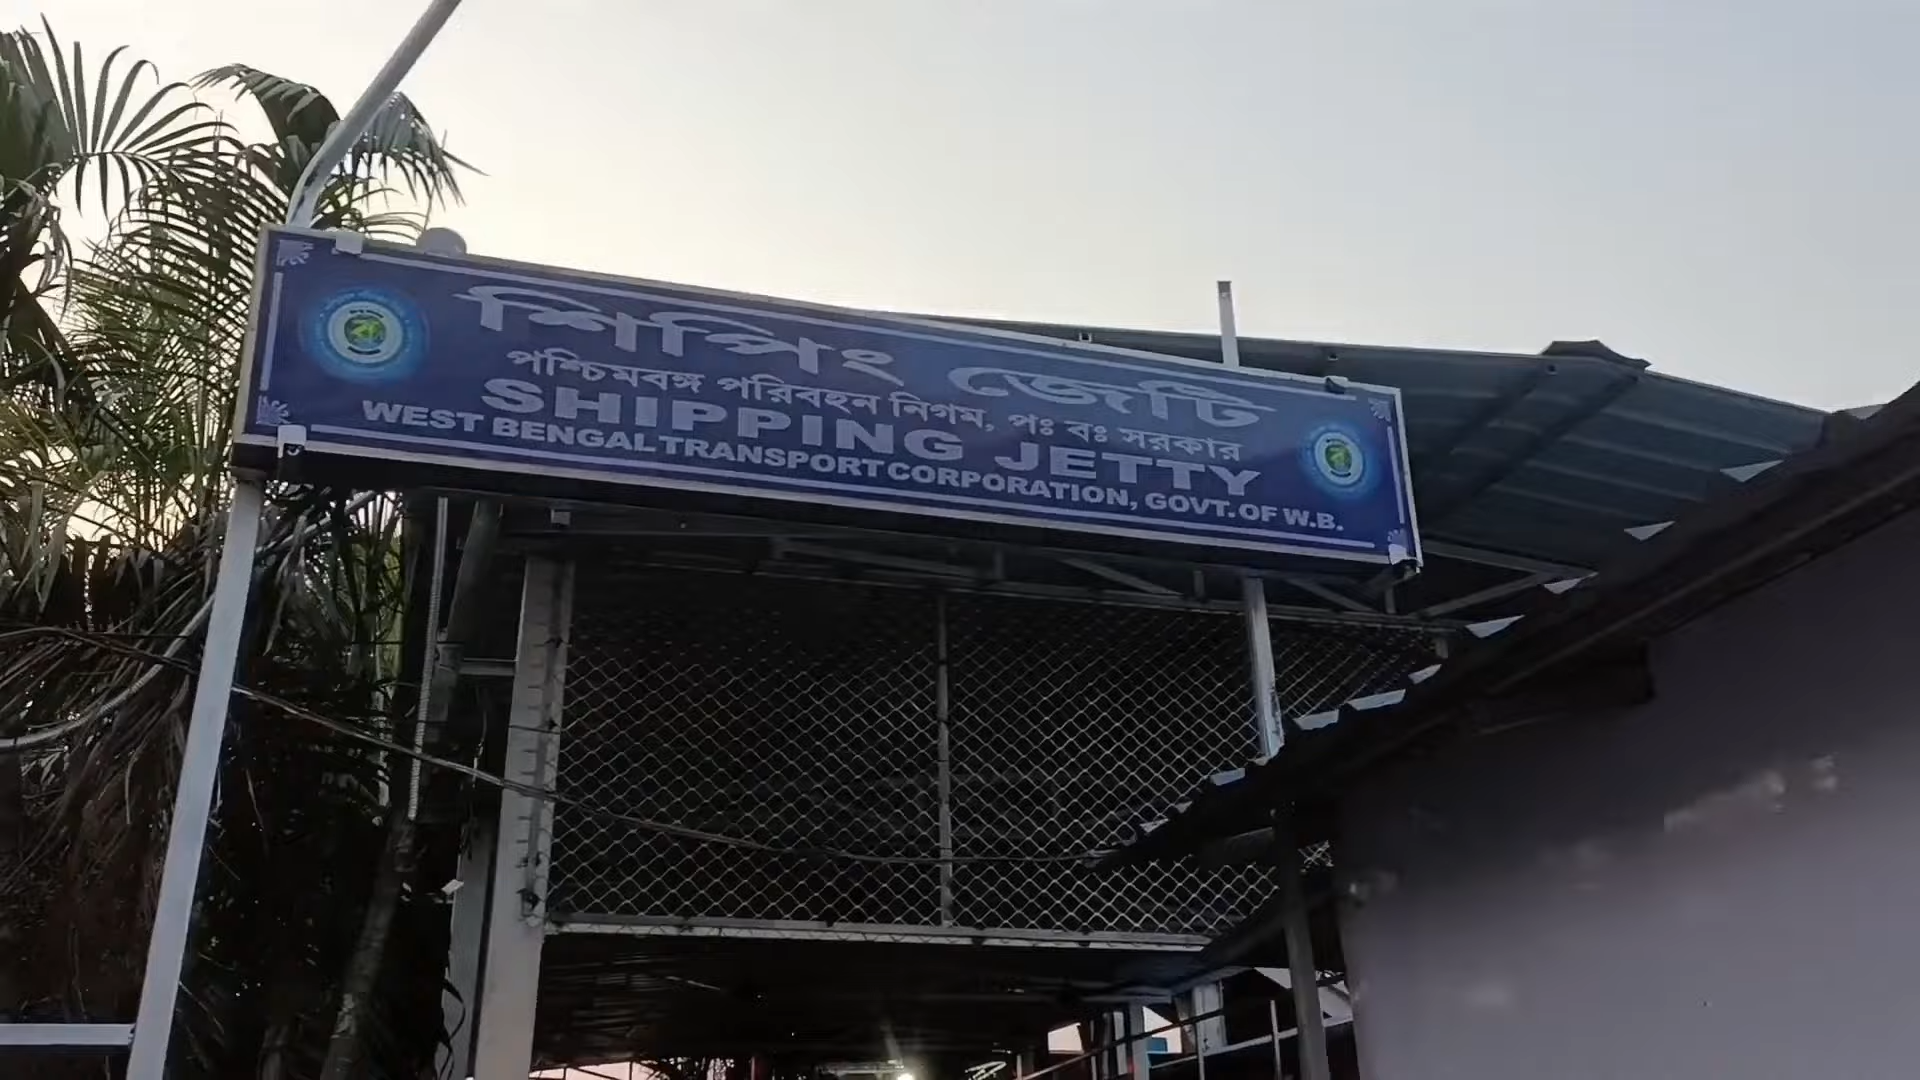 শিপিং জেটি
পশ্চিমবঙ্গ পরিবহন নিগম, পঃ বঃ সরকার
SHIPPING JETTY
WEST BENGAL TRANSPORT CORPORATION, GOVT. OF W.B.